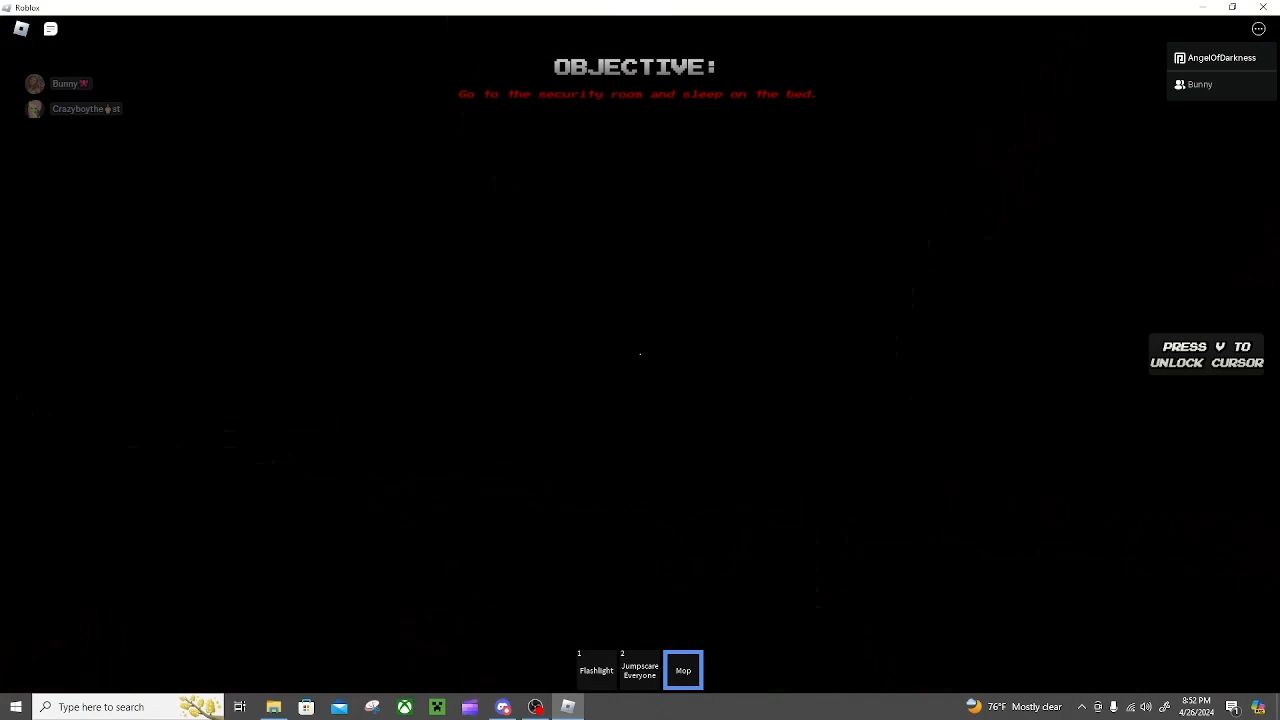 Roblox
OBJECTIVE:
Go to the security room and sleep on the bed.
AngelOfDarkness
Bunny
Bunny
Crazyboythe st
PRESS V TO
UNLOCK CURSOR
1
Flashlight
2
Jumpscare
Everyone
Mop
Type here to search
76°F Mostly clear
8:52 PM
4/26/2024